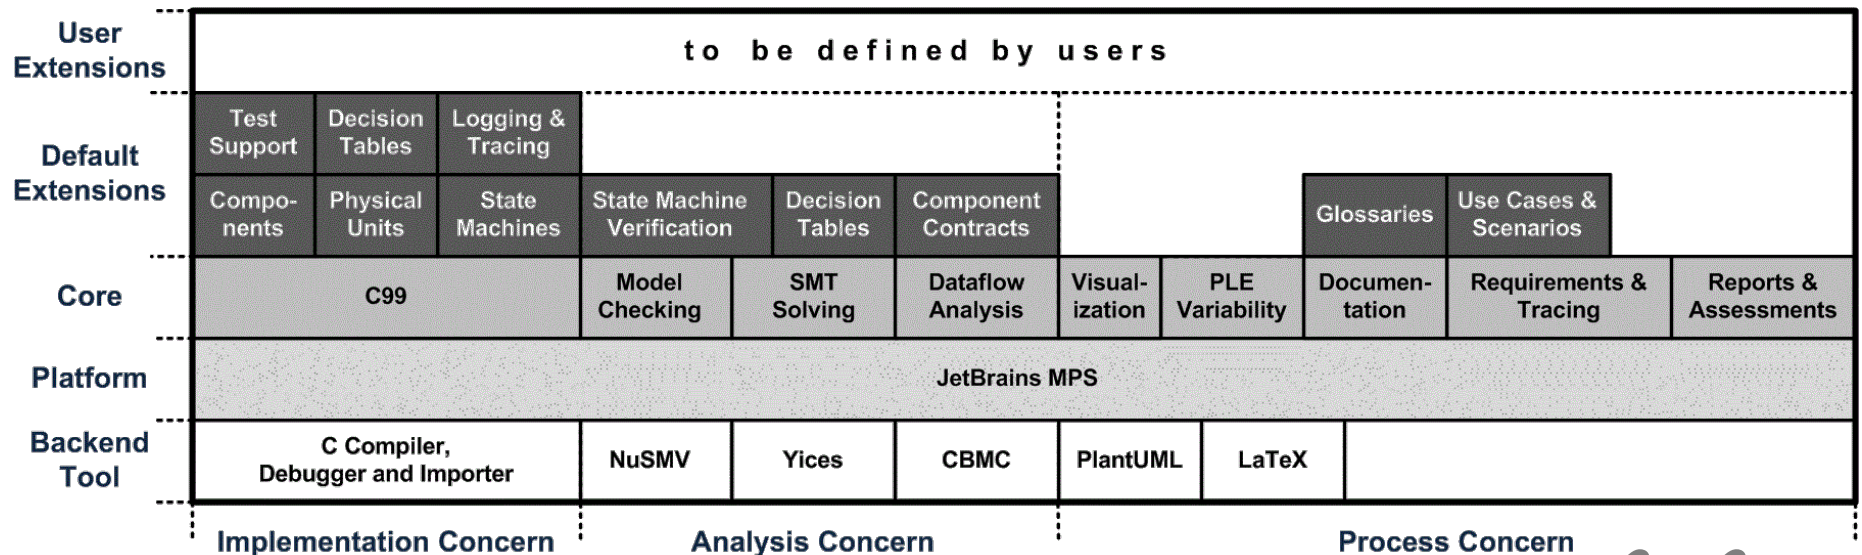 User
Extensions
to be defined by users
Default
Extensions
Test
Support
Decision
Tables
Logging &
Tracing
Compo-
nents
Physical
Units
State
Machines
State Machine
Verification
Decision
Tables
Component
Contracts
Glossaries
Use Cases &
Scenarios
Core
C99
Model
Checking
SMT
Solving
Dataflow
Analysis
Visual-
ization
PLE
Variability
Documen-
tation
Requirements &
Tracing
Reports &
Assessments
Platform
JetBrains MPS
Backend
Tool
C Compiler,
Debugger and Importer
NuSMV
Yices
CBMC
PlantUML
LaTeX
Implementation Concern
Analysis Concern
Process Concern